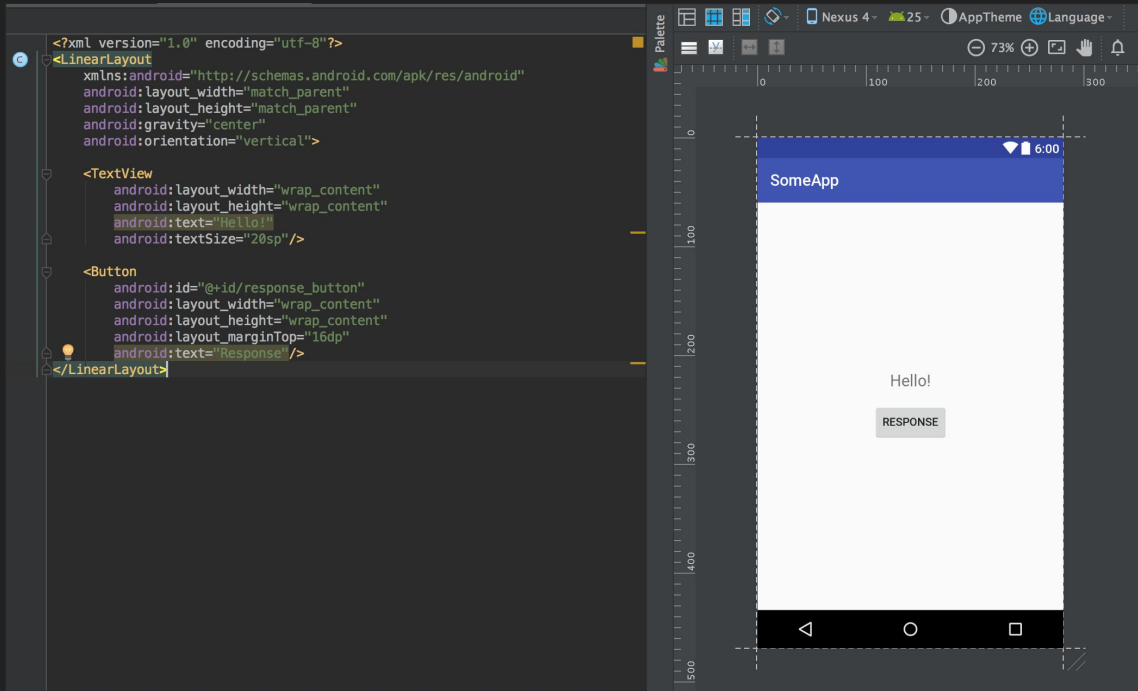 <?xml version="1.0" encoding="utf-8"?>
<LinearLayout
xmlns:android="http://schemas.android.com/apk/res/android"
android:layout_width="match_parent"
android:layout_height="match_parent"
android:gravity="center"
android:orientation="vertical">
<TextView
android:layout_width="wrap_content"
android:layout_height="wrap_content"
android:text="Hello!"
android:textSize="20sp"/>
<Button
android:id="@+id/response_button"
android:layout_width="wrap_content"
android:layout_height="wrap_content"
android:layout_marginTop="16dp"
android:text="Response"/>
</LinearLayout>
C
Palette
Nexus 4 25 AppTheme Language
73%
0 100 200 300
0
100
200
300
400
500
6:00
SomeApp
Hello!
RESPONSE